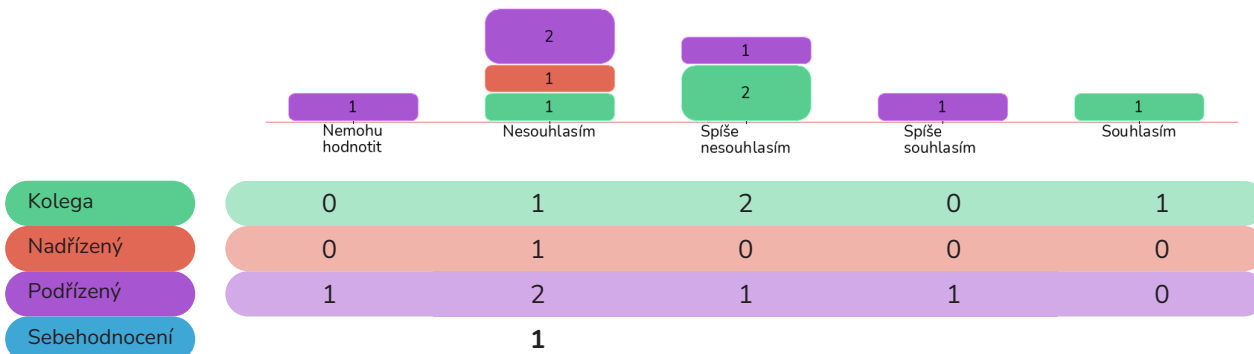 2
1
1
1
2
1
1
1
Nemohu
hodnotit
Nesouhlasím
Spíše
nesouhlasím
Spíše
souhlasím
Souhlasím
Kolega 0 1 2 0 1
Nadřízený 0 1 0 0 0
Podřízený 1 2 1 1 0
Sebehodnocení 1